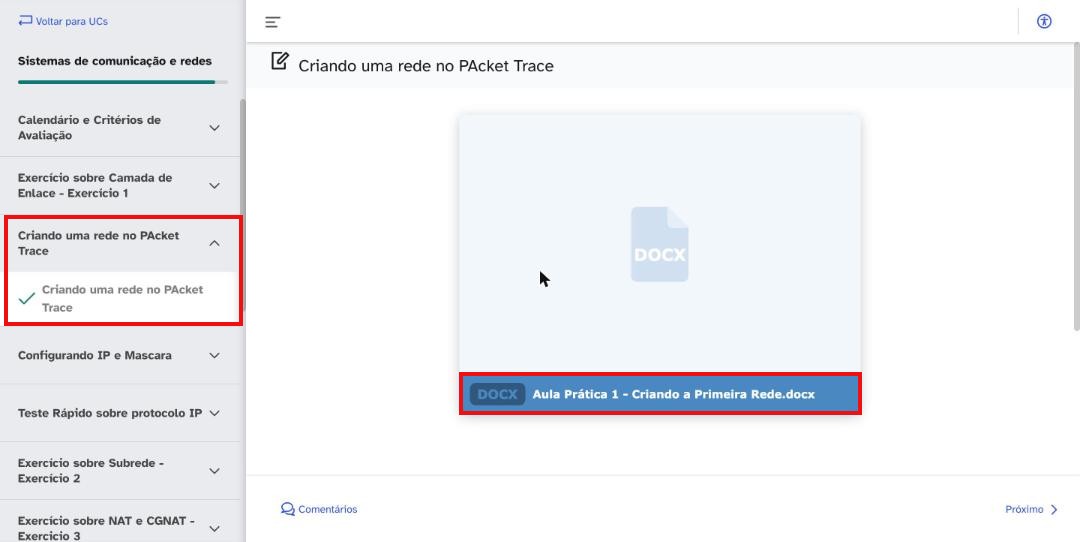 Voltar para UCs
Sistemas de comunicação e redes
Calendário e Critérios de
Avaliação
Exercício sobre Camada de
Enlace - Exercício 1
Criando uma rede no PAcket
Trace
Criando uma rede no PAcket
Trace
Configurando IP e Mascara
Teste Rápido sobre protocolo IP
Exercício sobre Subrede -
Exercício 2
Exercício sobre NAT e CGNAT -
Exercicio 3
Criando uma rede no PAcket Trace
DOCX
DOCX Aula Prática 1 - Criando a Primeira Rede.docx
Comentários
Próximo